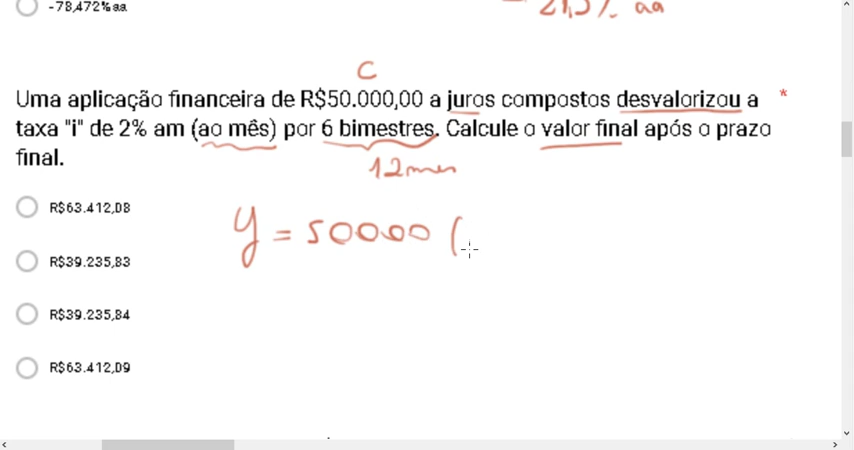 -78,472% aa
= 21,5% aa
C
Uma aplicação financeira de R$50.000,00 a juros compostos desvalorizou a *
taxa "i" de 2% am (ao mês) por 6 bimestres. Calcule o valor final após o prazo
final.
12 mes
R$63.412,08
y = 50000 (
R$39.235,83
R$39.235,84
R$63.412,09